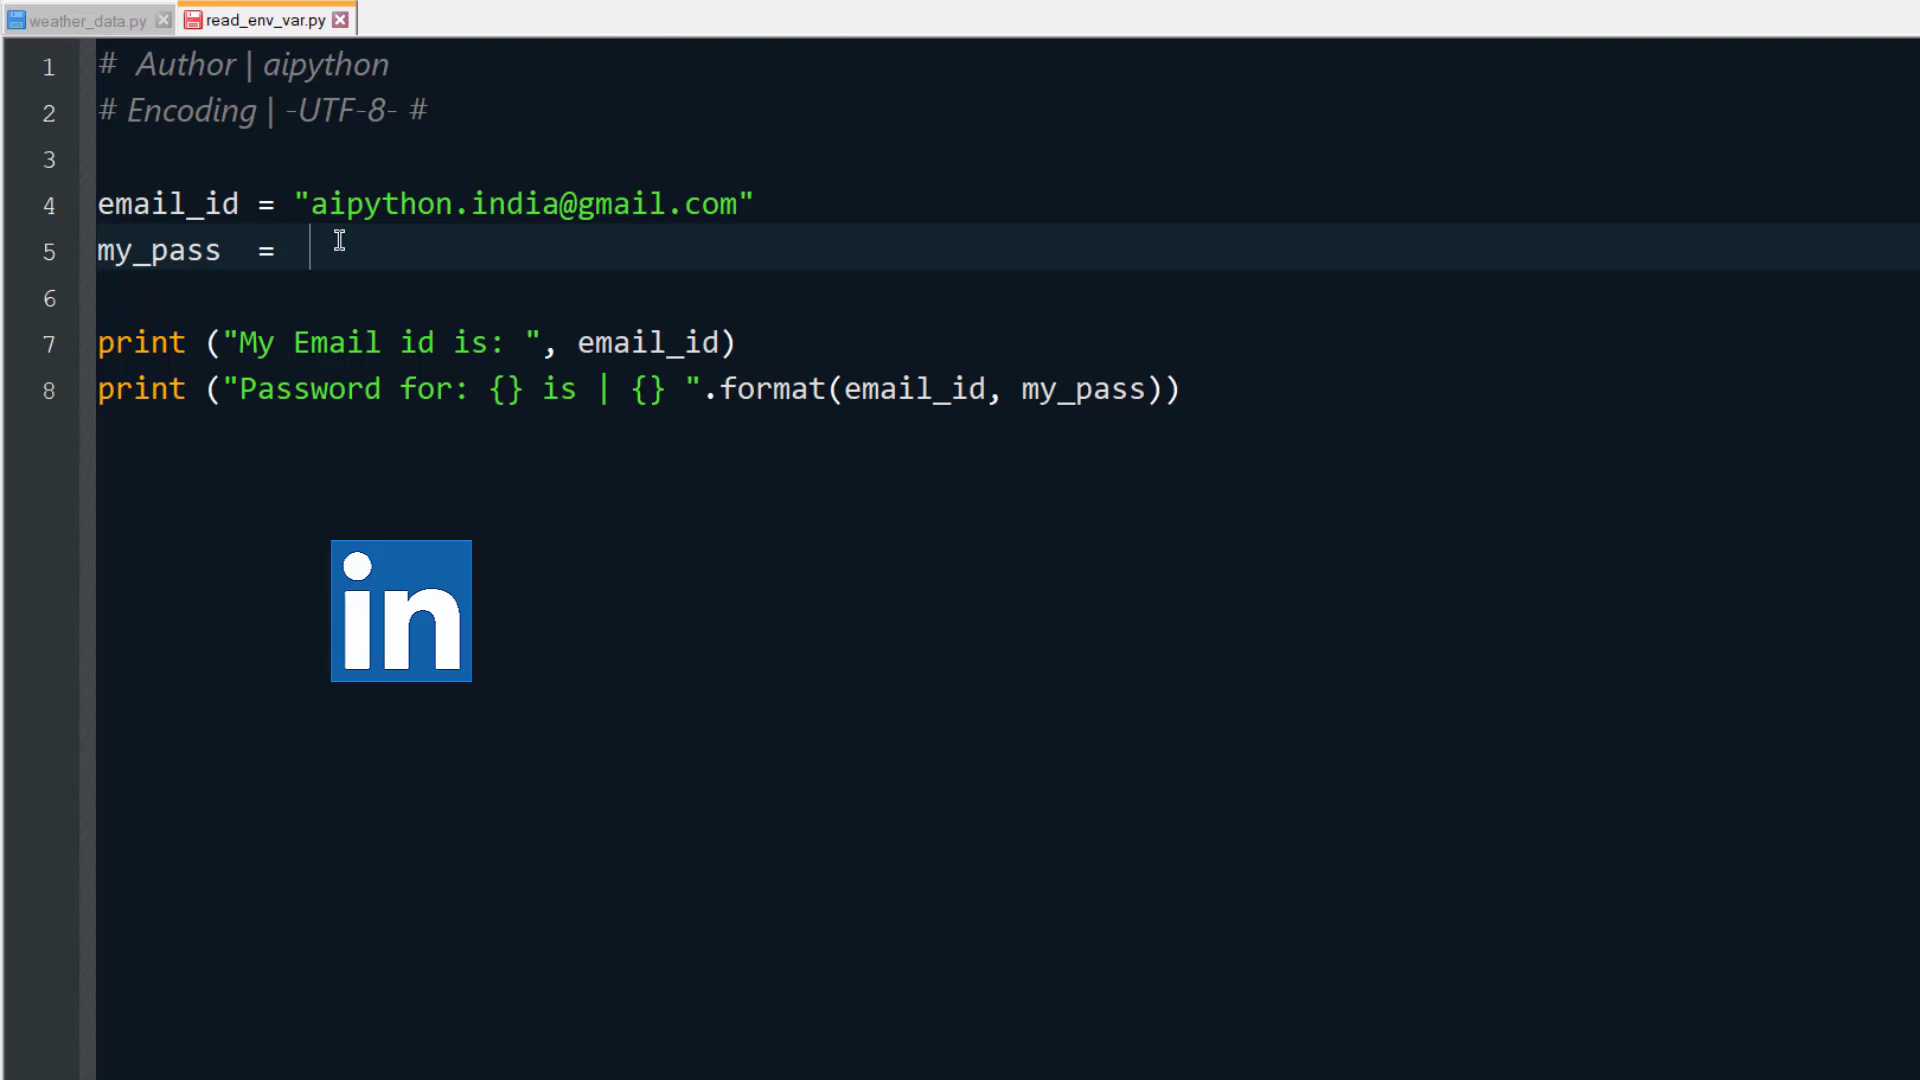 weather_data.py read_env_var.py
1 # Author | aipython
2 # Encoding | -UTF-8- #
3
4 email_id = "aipython.india@gmail.com"
5 my_pass  =
6
7 print ("My Email id is: ", email_id)
8 print ("Password for: {} is | {} ".format(email_id, my_pass))
in